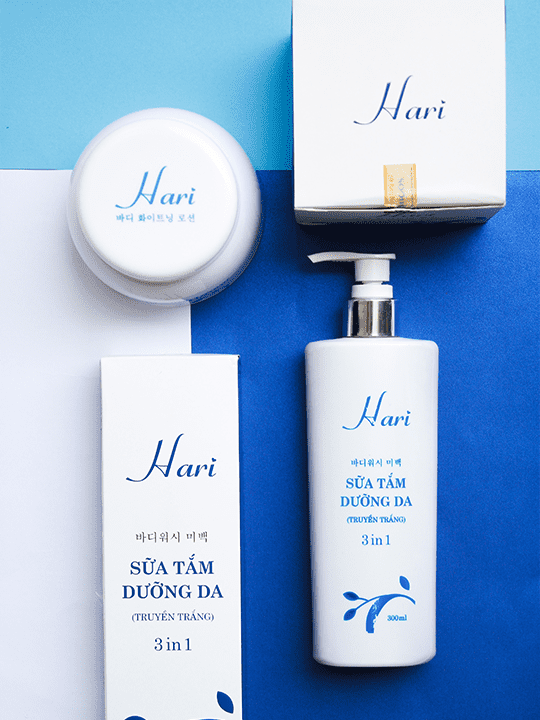 Hari
바디 화이트닝 로션
Hari
Hari
바디워시 미백
SỮA TẮM
DƯỠNG DA
(TRUYỀN TRẮNG)
3 in 1
Hari
바디워시 미백
SỮA TẮM
DƯỠNG DA
(TRUYỀN TRẮNG)
3 in 1
300ml